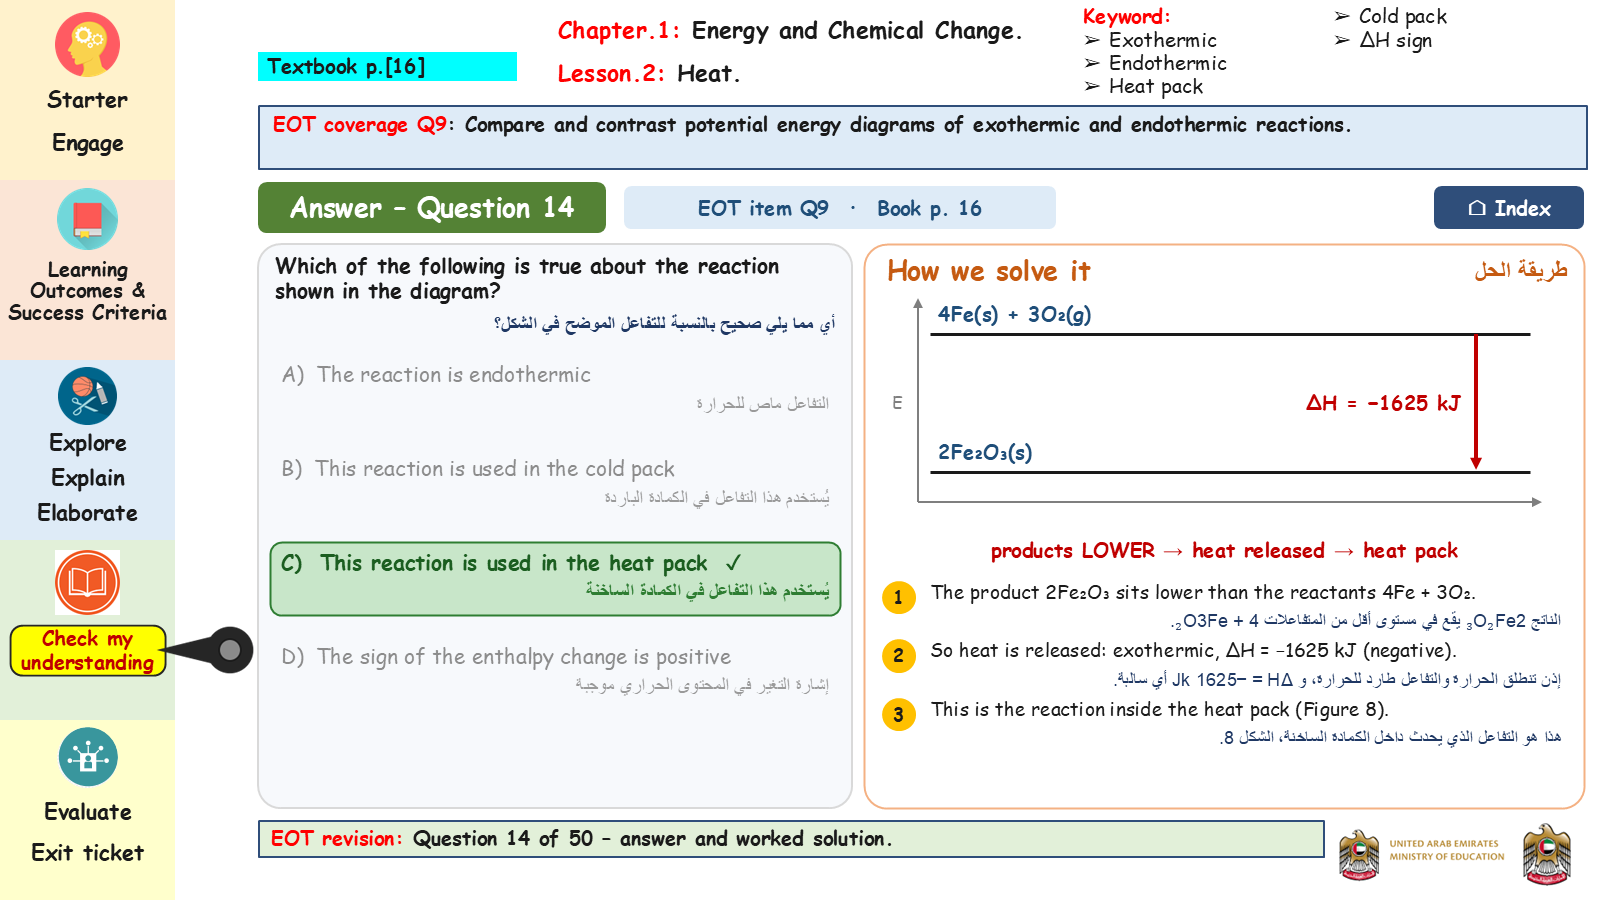 Starter
Engage
Learning
Outcomes &
Success Criteria
Explore
Explain
Elaborate
Check my
understanding
Evaluate
Exit ticket
Textbook p.[16]
Chapter.1: Energy and Chemical Change.
Lesson.2: Heat.
Keyword:
➢ Exothermic
➢ Endothermic
➢ Heat pack
➢ Cold pack
➢ ΔH sign
EOT coverage Q9: Compare and contrast potential energy diagrams of exothermic and endothermic reactions.
Answer – Question 14
EOT item Q9 · Book p. 16
☖ Index
Which of the following is true about the reaction
shown in the diagram?
أي مما يلي صحيح بالنسبة للتفاعل الموضح في الشكل؟
A) The reaction is endothermic
التفاعل ماص للحرارة
B) This reaction is used in the cold pack
يُستخدم هذا التفاعل في الكمادة الباردة
C) This reaction is used in the heat pack ✓
يُستخدم هذا التفاعل في الكمادة الساخنة
D) The sign of the enthalpy change is positive
إشارة التغير في المحتوى الحراري موجبة
How we solve it
طريقة الحل
4Fe(s) + 3O₂(g)
E
ΔH = −1625 kJ
2Fe₂O₃(s)
products LOWER → heat released → heat pack
1
The product 2Fe₂O₃ sits lower than the reactants 4Fe + 3O₂.
الناتج 2Fe₂O₃ يقع في مستوى أقل من المتفاعلات 4Fe + 3O₂.
2
So heat is released: exothermic, ΔH = −1625 kJ (negative).
إذن تنطلق الحرارة والتفاعل طارد للحرارة، و ΔH = −1625 kJ أي سالبة.
3
This is the reaction inside the heat pack (Figure 8).
هذا هو التفاعل الذي يحدث داخل الكمادة الساخنة، الشكل 8.
EOT revision: Question 14 of 50 – answer and worked solution.
UNITED ARAB EMIRATES
MINISTRY OF EDUCATION